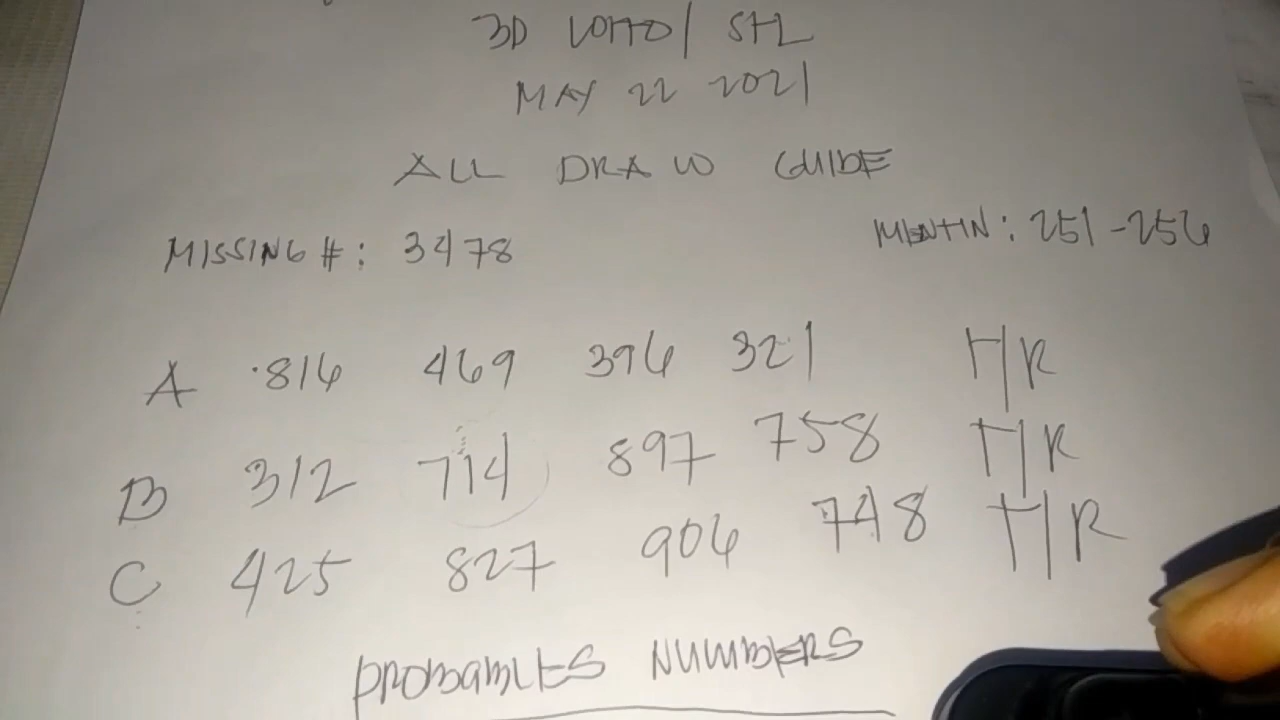 3D LOTTO/ STL
MAY 22 2021
ALL DRAW GUIDE
MISSING #: 3478
MENTIN: 251-256
A 816 469 396 321 T/R
B 312 714 897 758 T/R
C 425 827 906 748 T/R
PROBABLES NUMBERS